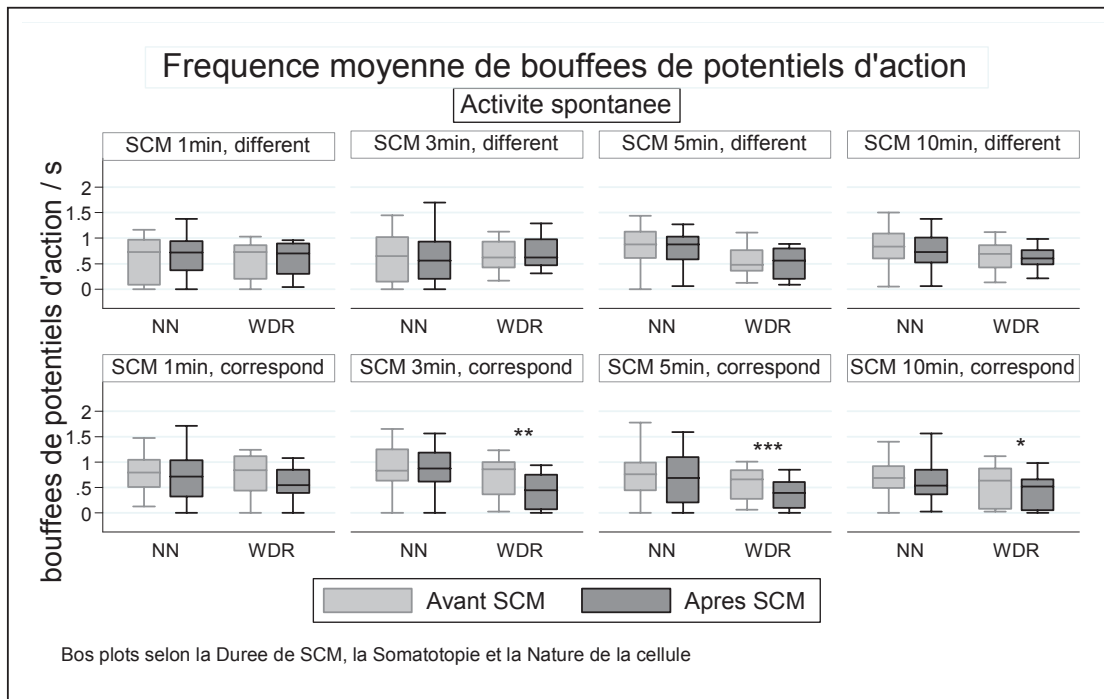 Frequence moyenne de bouffees de potentiels d'action
Activite spontanee
bouffees de potentiels d'action / s
SCM 1min, different
SCM 3min, different
SCM 5min, different
SCM 10min, different
2
1.5
1
.5
0
NN WDR
NN WDR
NN WDR
NN WDR
SCM 1min, correspond
SCM 3min, correspond
SCM 5min, correspond
SCM 10min, correspond
2
1.5
1
.5
0
**
***
*
NN WDR
NN WDR
NN WDR
NN WDR
Avant SCM
Apres SCM
Bos plots selon la Duree de SCM, la Somatotopie et la Nature de la cellule